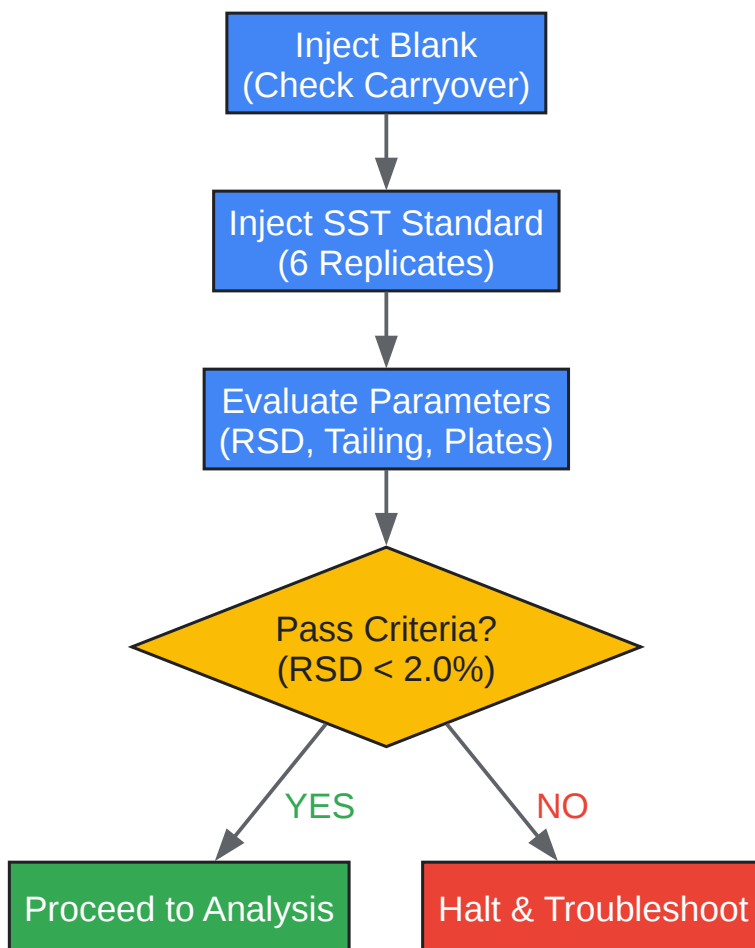 Inject Blank
(Check Carryover)
Inject SST Standard
(6 Replicates)
Evaluate Parameters
(RSD, Tailing, Plates)
Pass Criteria?
(RSD < 2.0%)
YES
NO
Proceed to Analysis
Halt & Troubleshoot